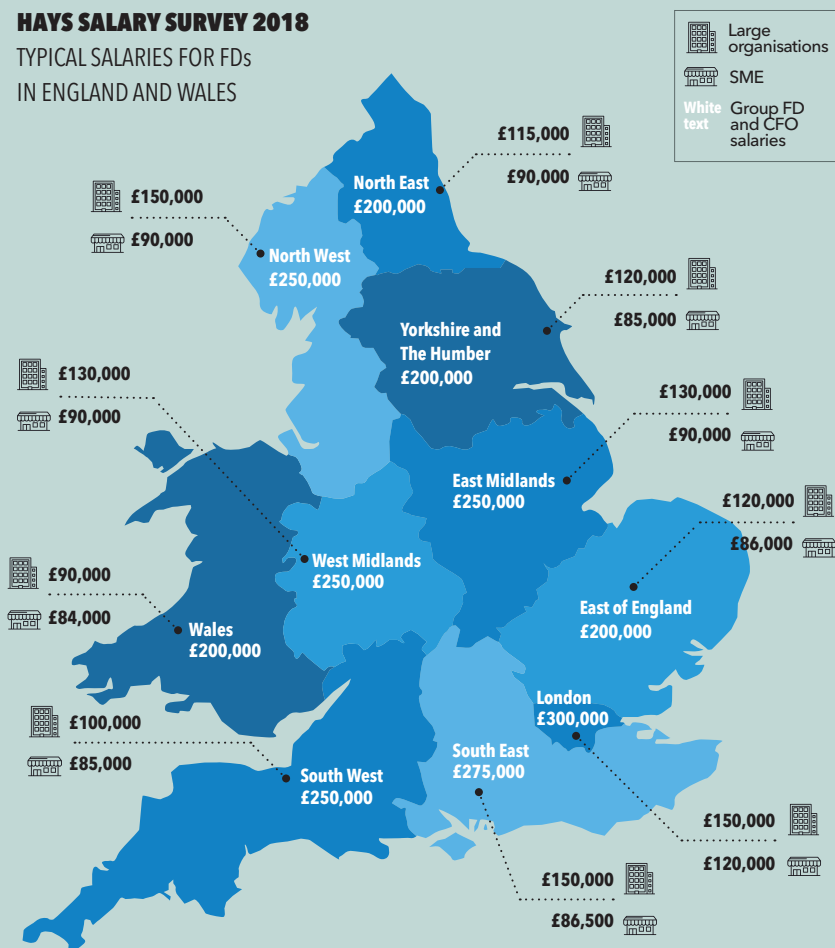 HAYS SALARY SURVEY 2018
TYPICAL SALARIES FOR FDs
IN ENGLAND AND WALES
Large
organisations
SME
White
text
Group FD
and CFO
salaries
£115,000
£90,000
North East
£200,000
£150,000
£90,000
North West
£250,000
£120,000
£85,000
Yorkshire and
The Humber
£200,000
£130,000
£90,000
£130,000
£90,000
East Midlands
£250,000
£120,000
£86,000
West Midlands
£250,000
£90,000
£84,000
East of England
£200,000
Wales
£200,000
London
£300,000
£100,000
£85,000
South East
£275,000
South West
£250,000
£150,000
£120,000
£150,000
£86,500